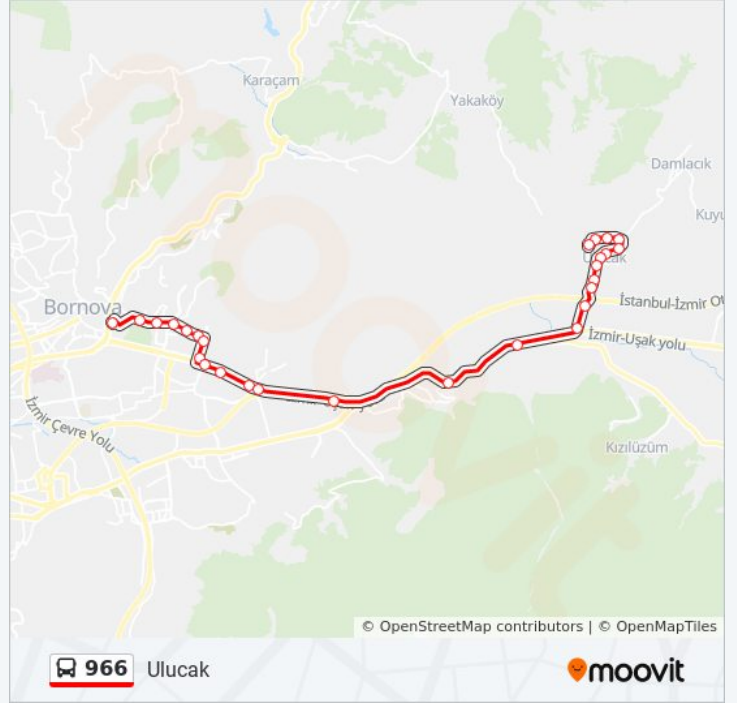 Karaçam
Yakaköy
Damlacık
Kuyu
Bornova
İstanbul-İzmir
İzmir-Uşak yolu
İzmir Çevre Yolu
Kızılüzüm
© OpenStreetMap contributors | © OpenMapTiles
966 Ulucak
moovit